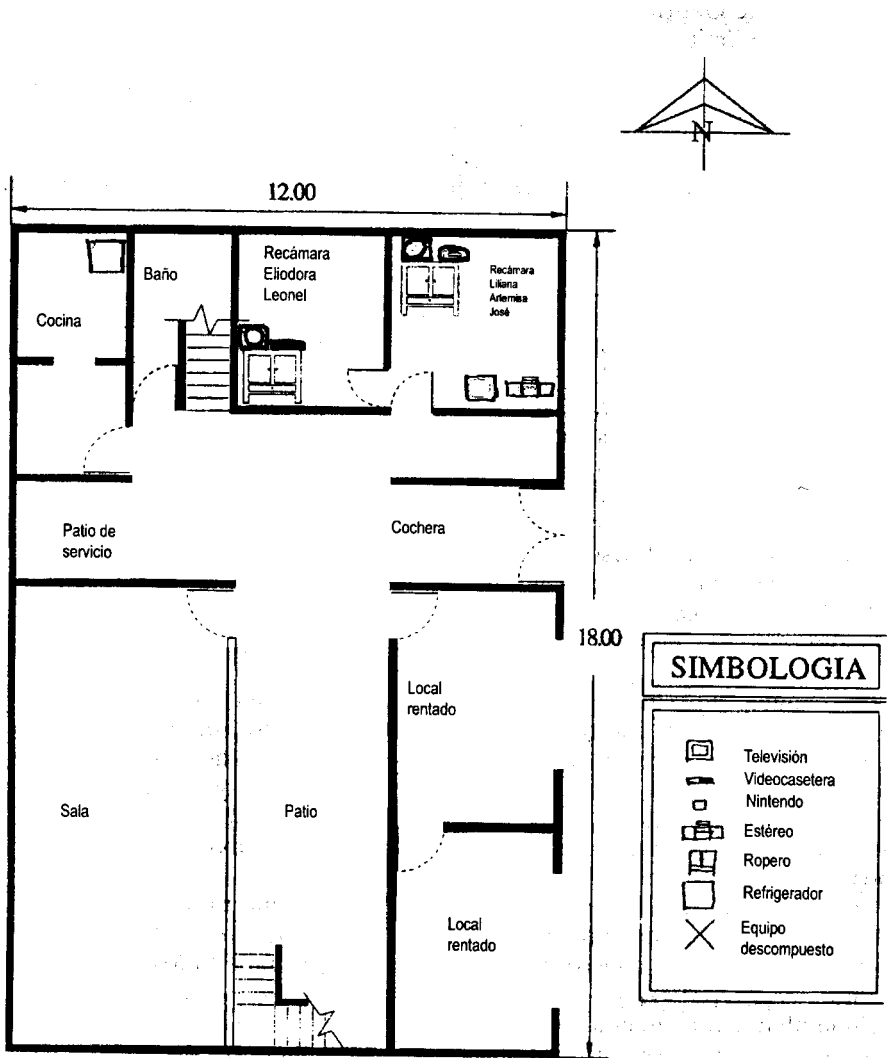 N
12.00
Recámara
Eliodora
Leonel
Baño
Recámara
Liliana
Artemisa
José
Cocina
Patio de
servicio
Cochera
18.00
SIMBOLOGIA
Local
rentado
Televisión
Videocasetera
Nintendo
Estéreo
Ropero
Refrigerador
Equipo
descompuesto
Sala
Patio
Local
rentado